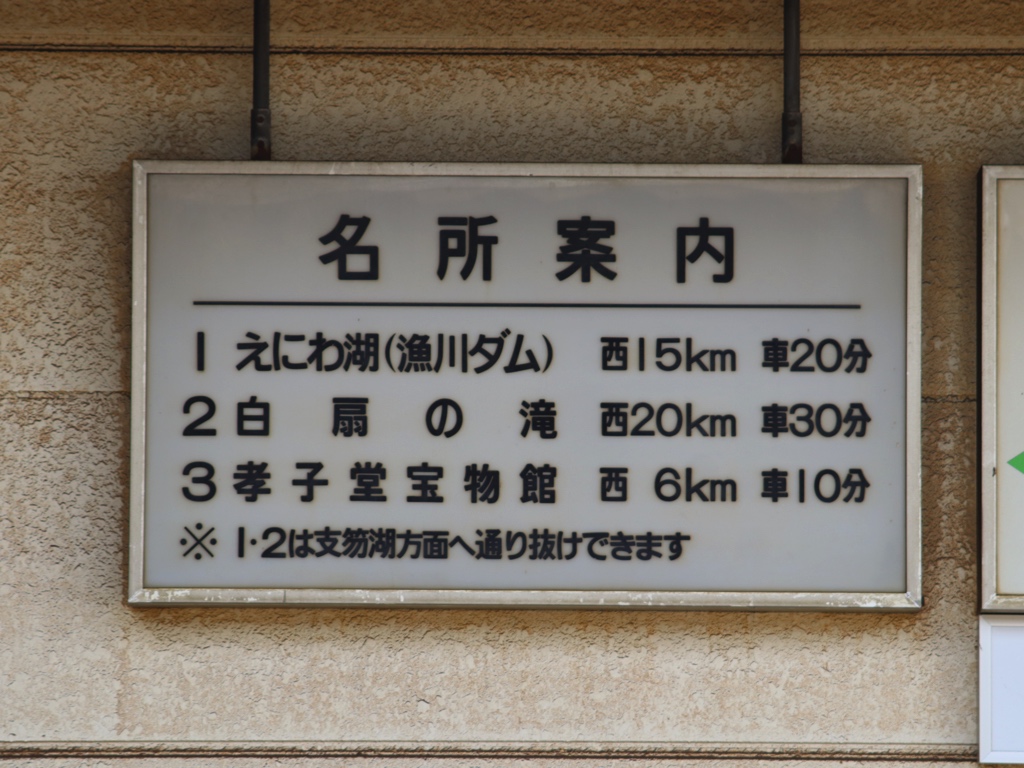 名所案内
1 えにわ湖(漁川ダム) 西15km 車20分
2 白扇の滝 西20km 車30分
3 孝子堂宝物館 西 6km 車10分
※ 1・2は支笏湖方面へ通り抜けできます